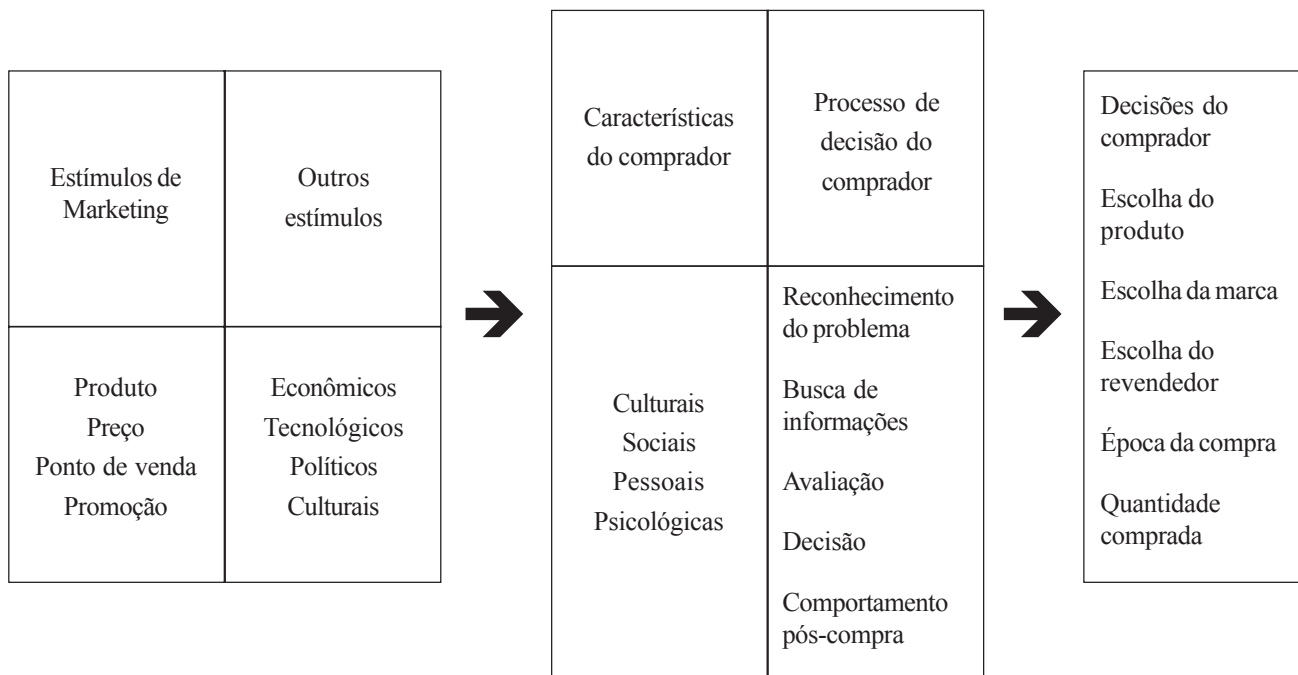 Estímulos de
Marketing
Outros
estímulos
Produto
Preço
Ponto de venda
Promoção
Econômicos
Tecnológicos
Políticos
Culturais
Características
do comprador
Processo de
decisão do
comprador
Culturais
Sociais
Pessoais
Psicológicas
Reconhecimento
do problema
Busca de
informações
Avaliação
Decisão
Comportamento
pós-compra
Decisões do
comprador
Escolha do
produto
Escolha da marca
Escolha do
revendedor
Época da compra
Quantidade
comprada